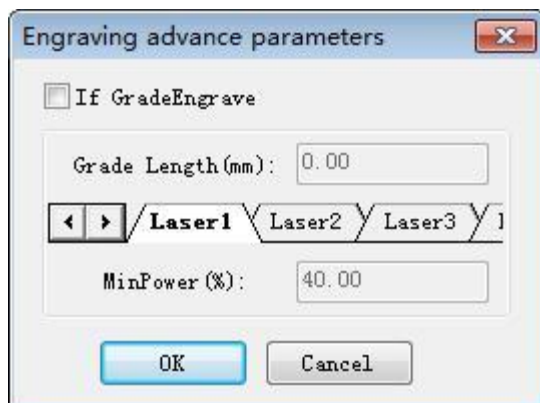 Engraving advance parameters
If GradeEngrave
Grade Length(mm): 0.00
Laser1 Laser2 Laser3
MinPower(%): 40.00
OK Cancel